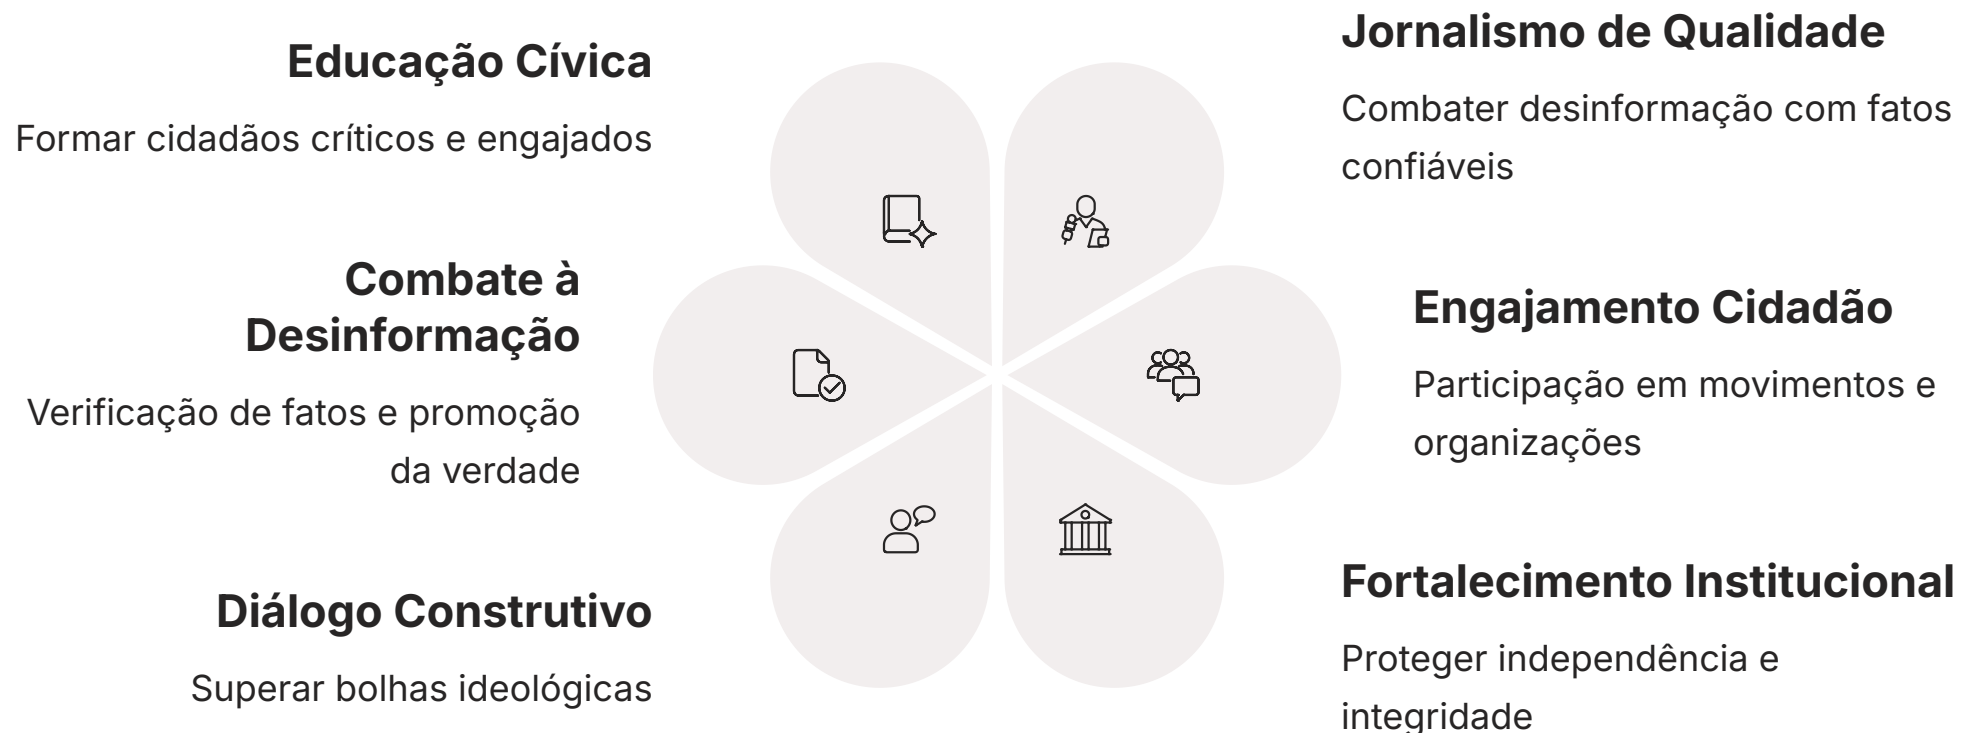 Educação Cívica
Formar cidadãos críticos e engajados
Combate à
Desinformação
Verificação de fatos e promoção
da verdade
Diálogo Construtivo
Superar bolhas ideológicas
Jornalismo de Qualidade
Combater desinformação com fatos
confiáveis
Engajamento Cidadão
Participação em movimentos e
organizações
Fortalecimento Institucional
Proteger independência e
integridade